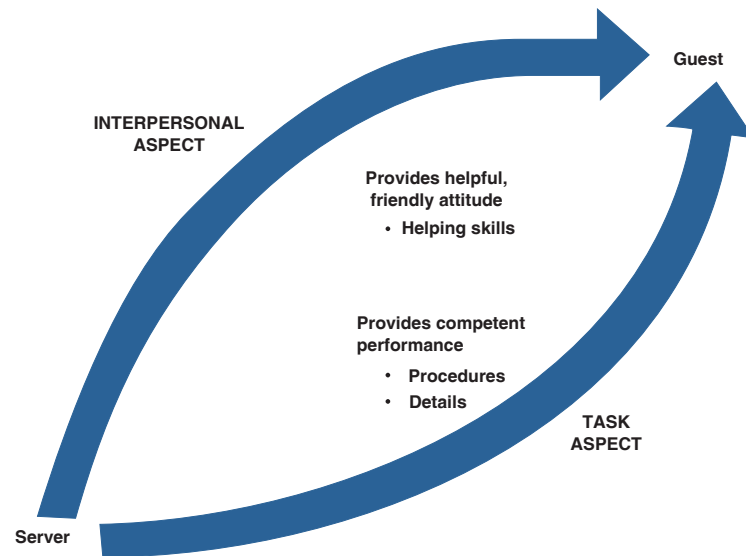 Guest
INTERPERSONAL
ASPECT
Provides helpful,
friendly attitude
• Helping skills
Provides competent
performance
• Procedures
• Details
TASK
ASPECT
Server